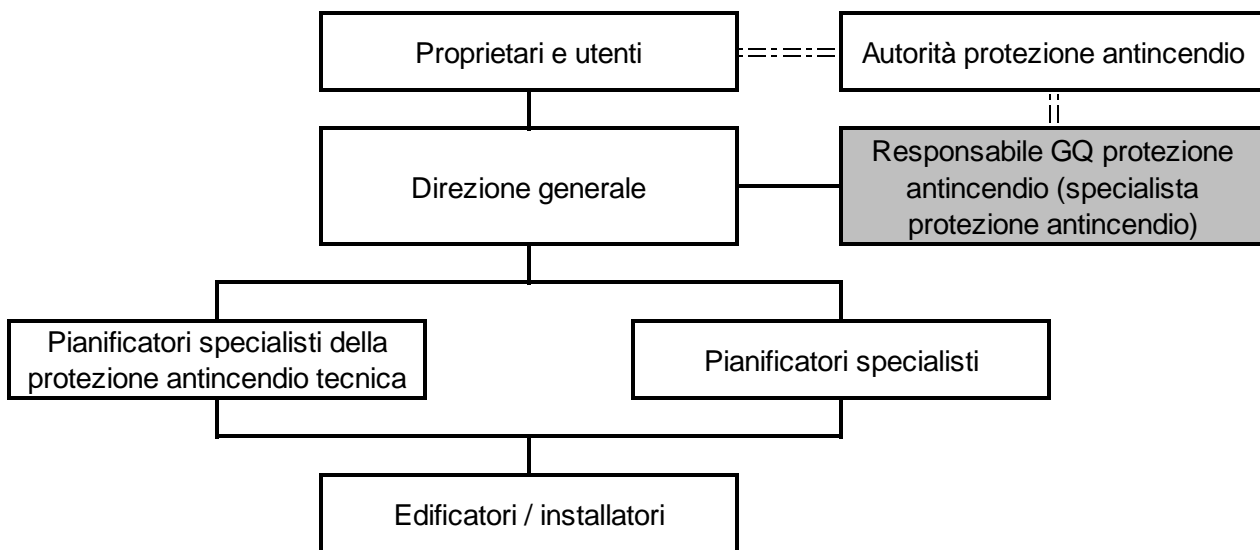 Proprietari e utenti
Autorità protezione antincendio
Direzione generale
Responsabile GQ protezione
antincendio (specialista
protezione antincendio)
Pianificatori specialisti della
protezione antincendio tecnica
Pianificatori specialisti
Edificatori / installatori